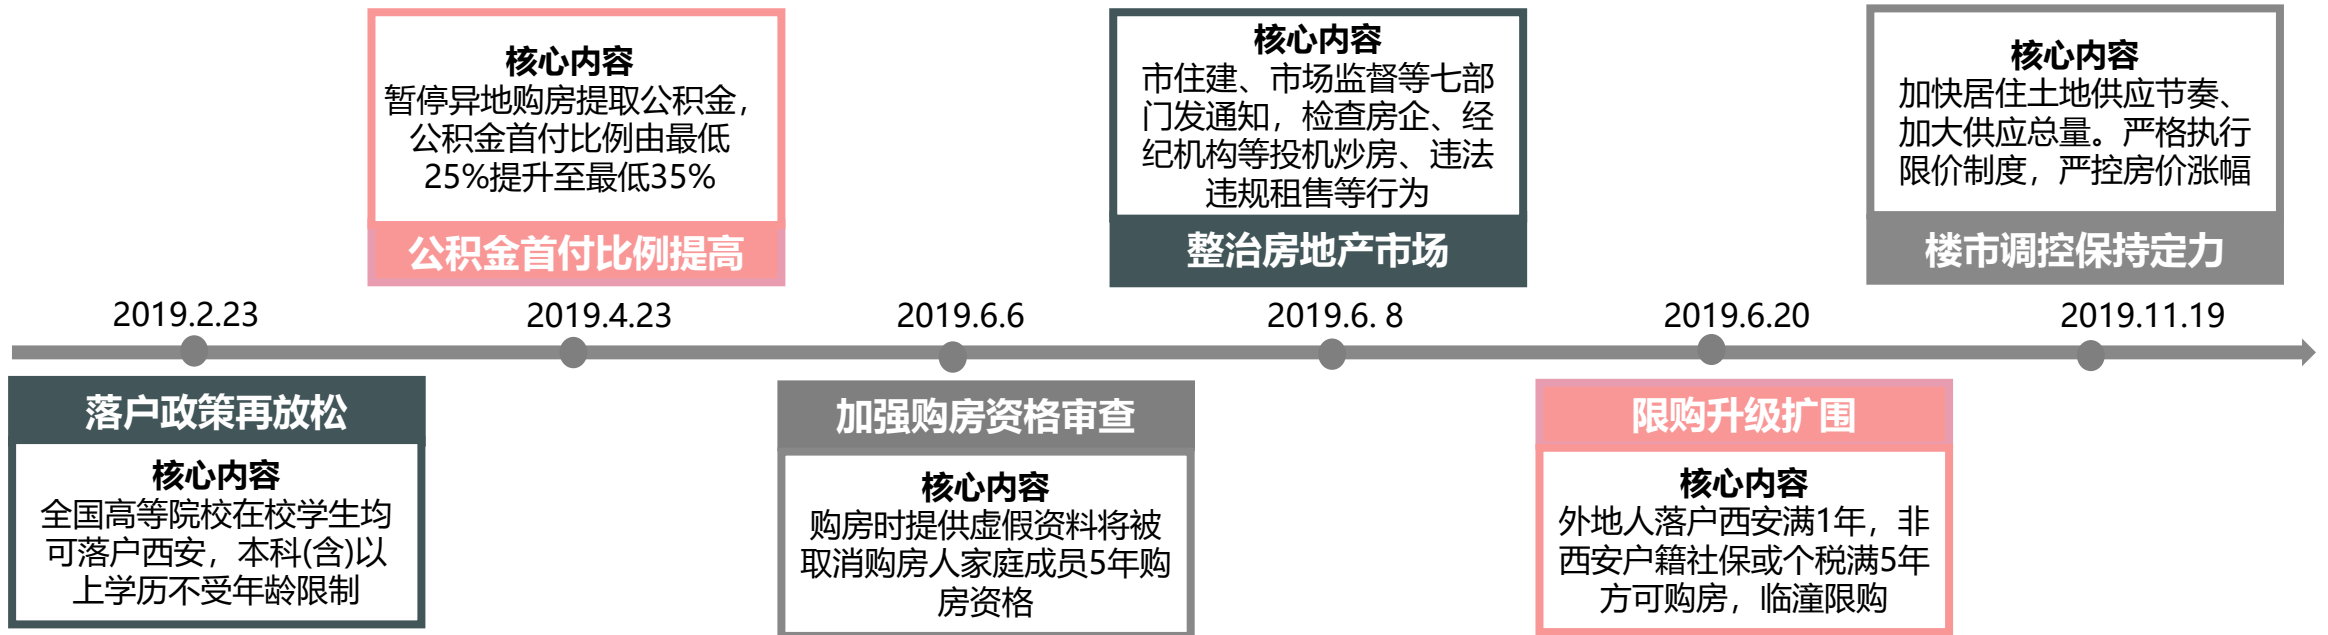 核心内容
暂停异地购房提取公积金，
公积金首付比例由最低
25%提升至最低35%
公积金首付比例提高
核心内容
市住建、市场监督等七部
门发通知，检查房企、经
纪机构等投机炒房、违法
违规租售等行为
整治房地产市场
核心内容
加快居住土地供应节奏、
加大供应总量。严格执行
限价制度，严控房价涨幅
楼市调控保持定力
2019.2.23
2019.4.23
2019.6.6
2019.6. 8
2019.6.20
2019.11.19
落户政策再放松
核心内容
全国高等院校在校学生均
可落户西安，本科(含)以
上学历不受年龄限制
加强购房资格审查
核心内容
购房时提供虚假资料将被
取消购房人家庭成员5年购
房资格
限购升级扩围
核心内容
外地人落户西安满1年，非
西安户籍社保或个税满5年
方可购房，临潼限购